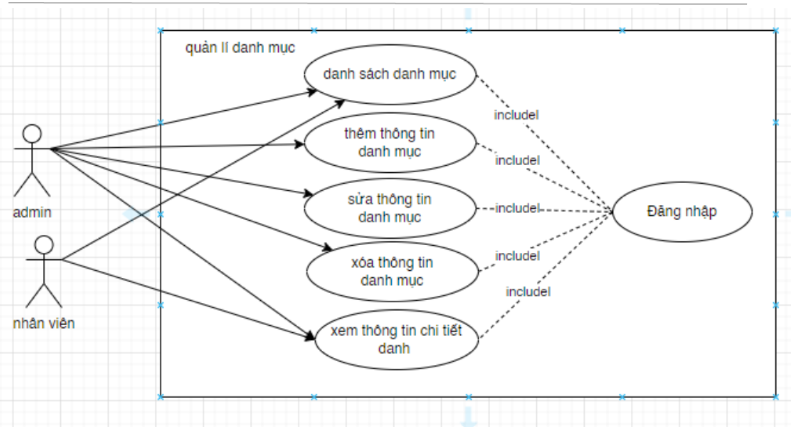 quản lí danh mục
danh sách danh mục
thêm thông tin
danh mục
sửa thông tin
danh mục
xóa thông tin
danh mục
xem thông tin chi tiết
danh
includel
includel
includel
includel
includel
Đăng nhập
admin
nhân viên